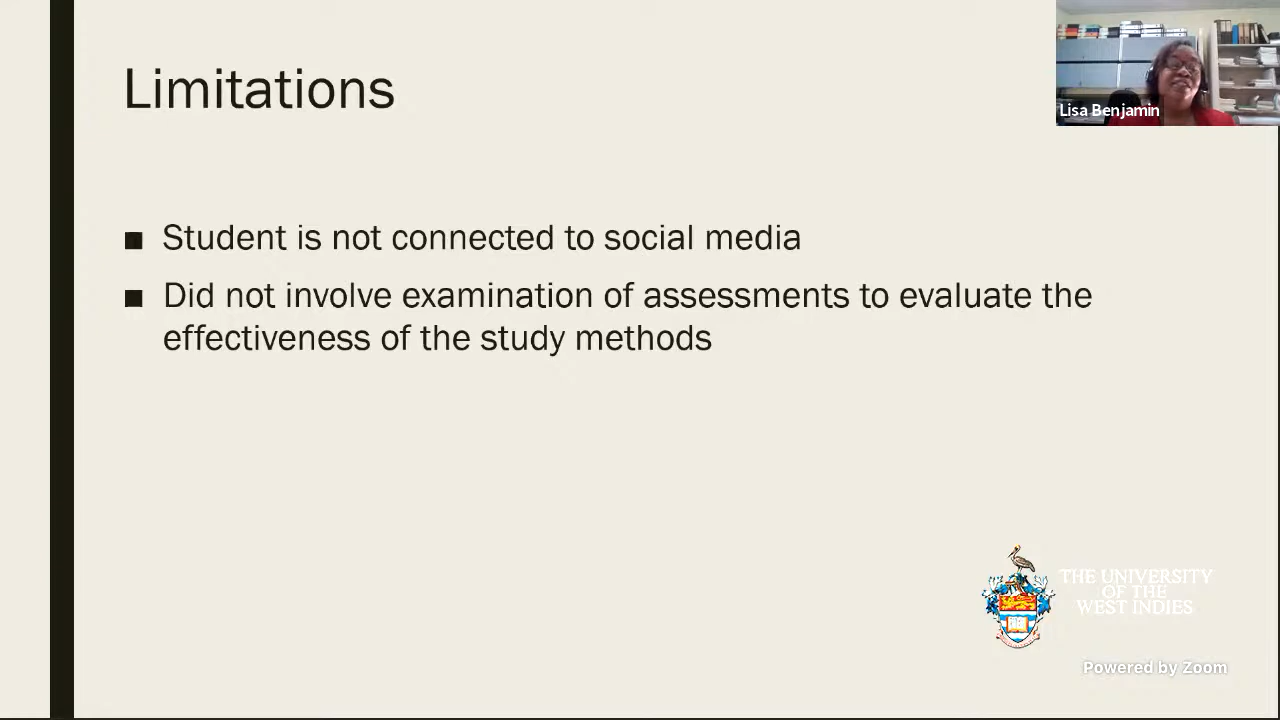 Limitations
Lisa Benjamin
■ Student is not connected to social media
■ Did not involve examination of assessments to evaluate the
effectiveness of the study methods
THE UNIVERSITY
OF THE
WEST INDIES
Powered by Zoom